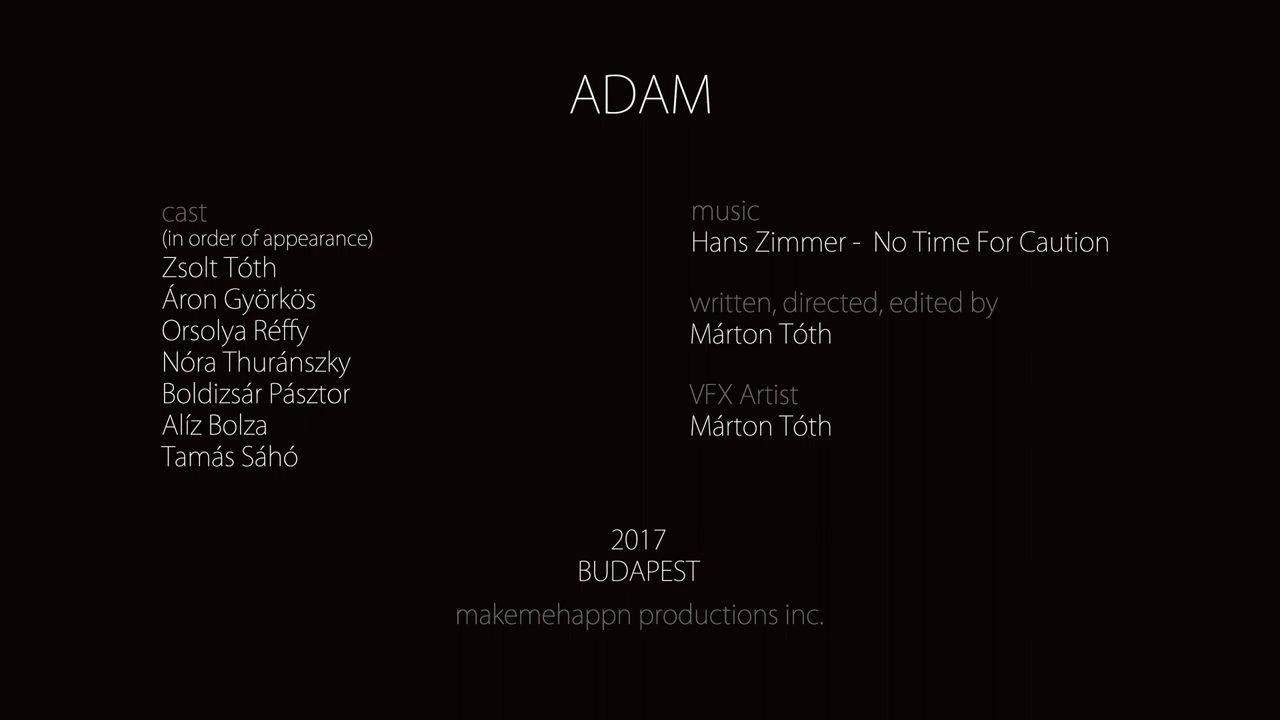 ADAM
cast
(in order of appearance)
Zsolt Tóth
Áron Györkös
Orsolya Réffy
Nóra Thuránszky
Boldizsár Pásztor
Alíz Bolza
Tamás Sáhó
music
Hans Zimmer - No Time For Caution
written, directed, edited by
Márton Tóth
VFX Artist
Márton Tóth
2017
BUDAPEST
makemehappn productions inc.